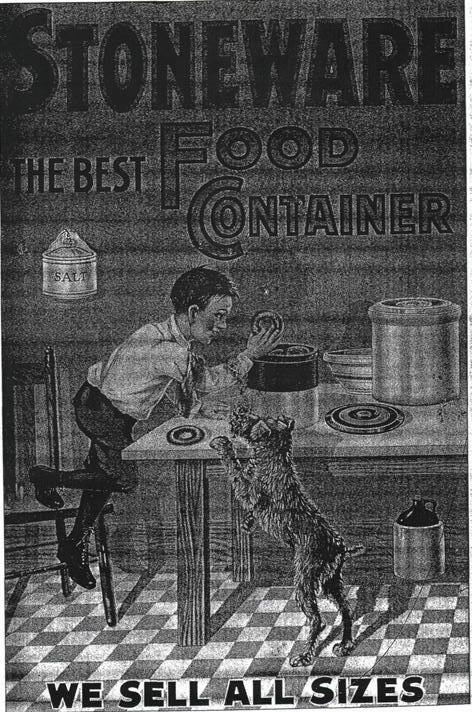 STONEWARE
THE BEST FOOD
CONTAINER
SALT
WE SELL ALL SIZES